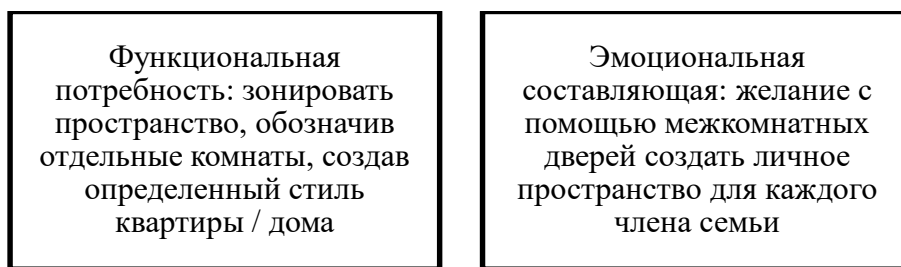 Функциональная
потребность: зонировать
пространство, обозначив
отдельные комнаты, создав
определенный стиль
квартиры / дома
Эмоциональная
составляющая: желание с
помощью межкомнатных
дверей создать личное
пространство для каждого
члена семьи